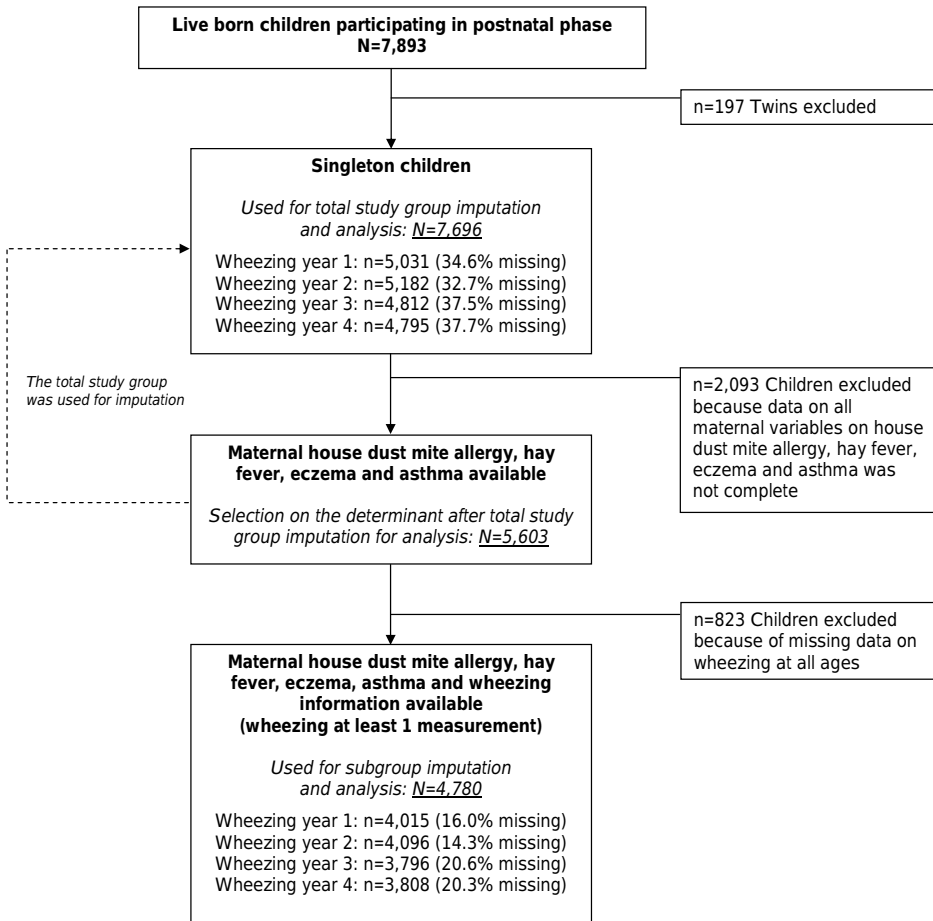 Live born children participating in postnatal phase
N=7,893
n=197 Twins excluded
Singleton children
Used for total study group imputation
and analysis: N=7,696
Wheezing year 1: n=5,031 (34.6% missing)
Wheezing year 2: n=5,182 (32.7% missing)
Wheezing year 3: n=4,812 (37.5% missing)
Wheezing year 4: n=4,795 (37.7% missing)
The total study group
was used for imputation
n=2,093 Children excluded
because data on all
maternal variables on house
dust mite allergy, hay fever,
eczema and asthma was
not complete
Maternal house dust mite allergy, hay
fever, eczema and asthma available
Selection on the determinant after total study
group imputation for analysis: N=5,603
n=823 Children excluded
because of missing data on
wheezing at all ages
Maternal house dust mite allergy, hay
fever, eczema, asthma and wheezing
information available
(wheezing at least 1 measurement)
Used for subgroup imputation
and analysis: N=4,780
Wheezing year 1: n=4,015 (16.0% missing)
Wheezing year 2: n=4,096 (14.3% missing)
Wheezing year 3: n=3,796 (20.6% missing)
Wheezing year 4: n=3,808 (20.3% missing)